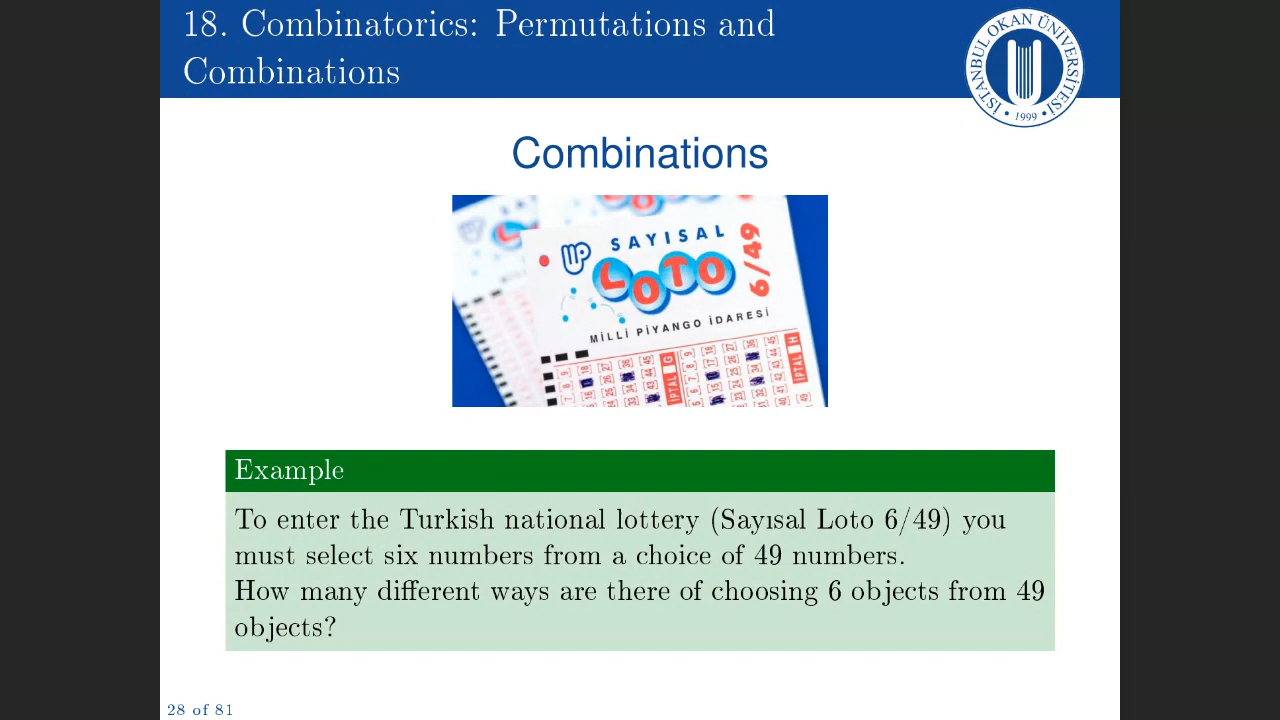 18. Combinatorics: Permutations and
Combinations
İSTANBUL OKAN ÜNİVERSİTESİ
1999
Combinations
SAYISAL
LOTO
6/49
MİLLİ PİYANGO İDARESİ
İPTAL G
İPTAL H
Example
To enter the Turkish national lottery (Sayısal Loto 6/49) you
must select six numbers from a choice of 49 numbers.
How many different ways are there of choosing 6 objects from 49
objects?
28 of 81